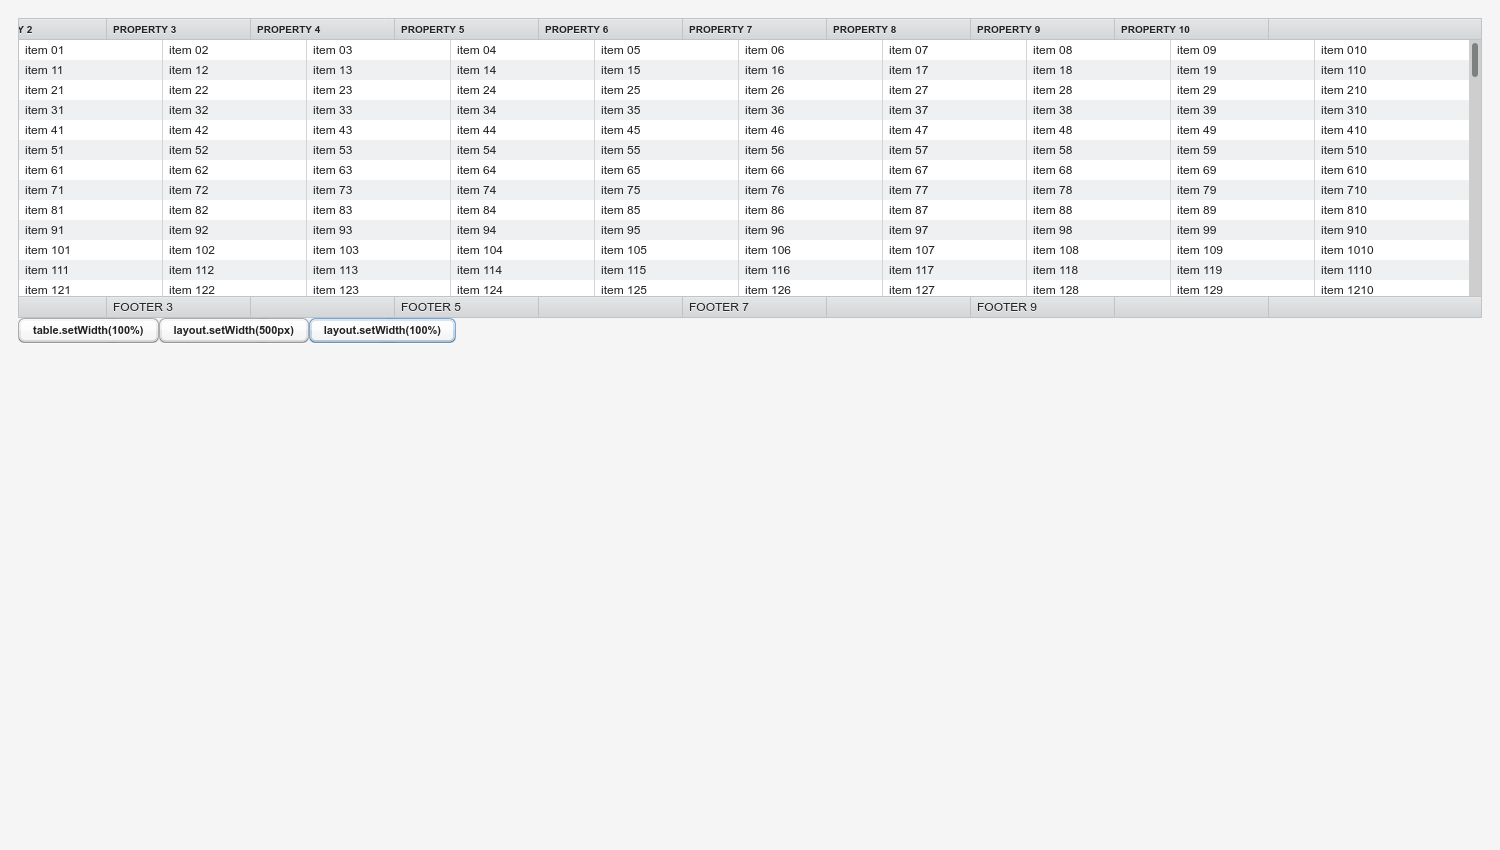 Y 2 PROPERTY 3 PROPERTY 4 PROPERTY 5 PROPERTY 6 PROPERTY 7 PROPERTY 8 PROPERTY 9 PROPERTY 10
item 01 item 02 item 03 item 04 item 05 item 06 item 07 item 08 item 09 item 010
item 11 item 12 item 13 item 14 item 15 item 16 item 17 item 18 item 19 item 110
item 21 item 22 item 23 item 24 item 25 item 26 item 27 item 28 item 29 item 210
item 31 item 32 item 33 item 34 item 35 item 36 item 37 item 38 item 39 item 310
item 41 item 42 item 43 item 44 item 45 item 46 item 47 item 48 item 49 item 410
item 51 item 52 item 53 item 54 item 55 item 56 item 57 item 58 item 59 item 510
item 61 item 62 item 63 item 64 item 65 item 66 item 67 item 68 item 69 item 610
item 71 item 72 item 73 item 74 item 75 item 76 item 77 item 78 item 79 item 710
item 81 item 82 item 83 item 84 item 85 item 86 item 87 item 88 item 89 item 810
item 91 item 92 item 93 item 94 item 95 item 96 item 97 item 98 item 99 item 910
item 101 item 102 item 103 item 104 item 105 item 106 item 107 item 108 item 109 item 1010
item 111 item 112 item 113 item 114 item 115 item 116 item 117 item 118 item 119 item 1110
item 121 item 122 item 123 item 124 item 125 item 126 item 127 item 128 item 129 item 1210
FOOTER 3 FOOTER 5 FOOTER 7 FOOTER 9
table.setWidth(100%) layout.setWidth(500px) layout.setWidth(100%)